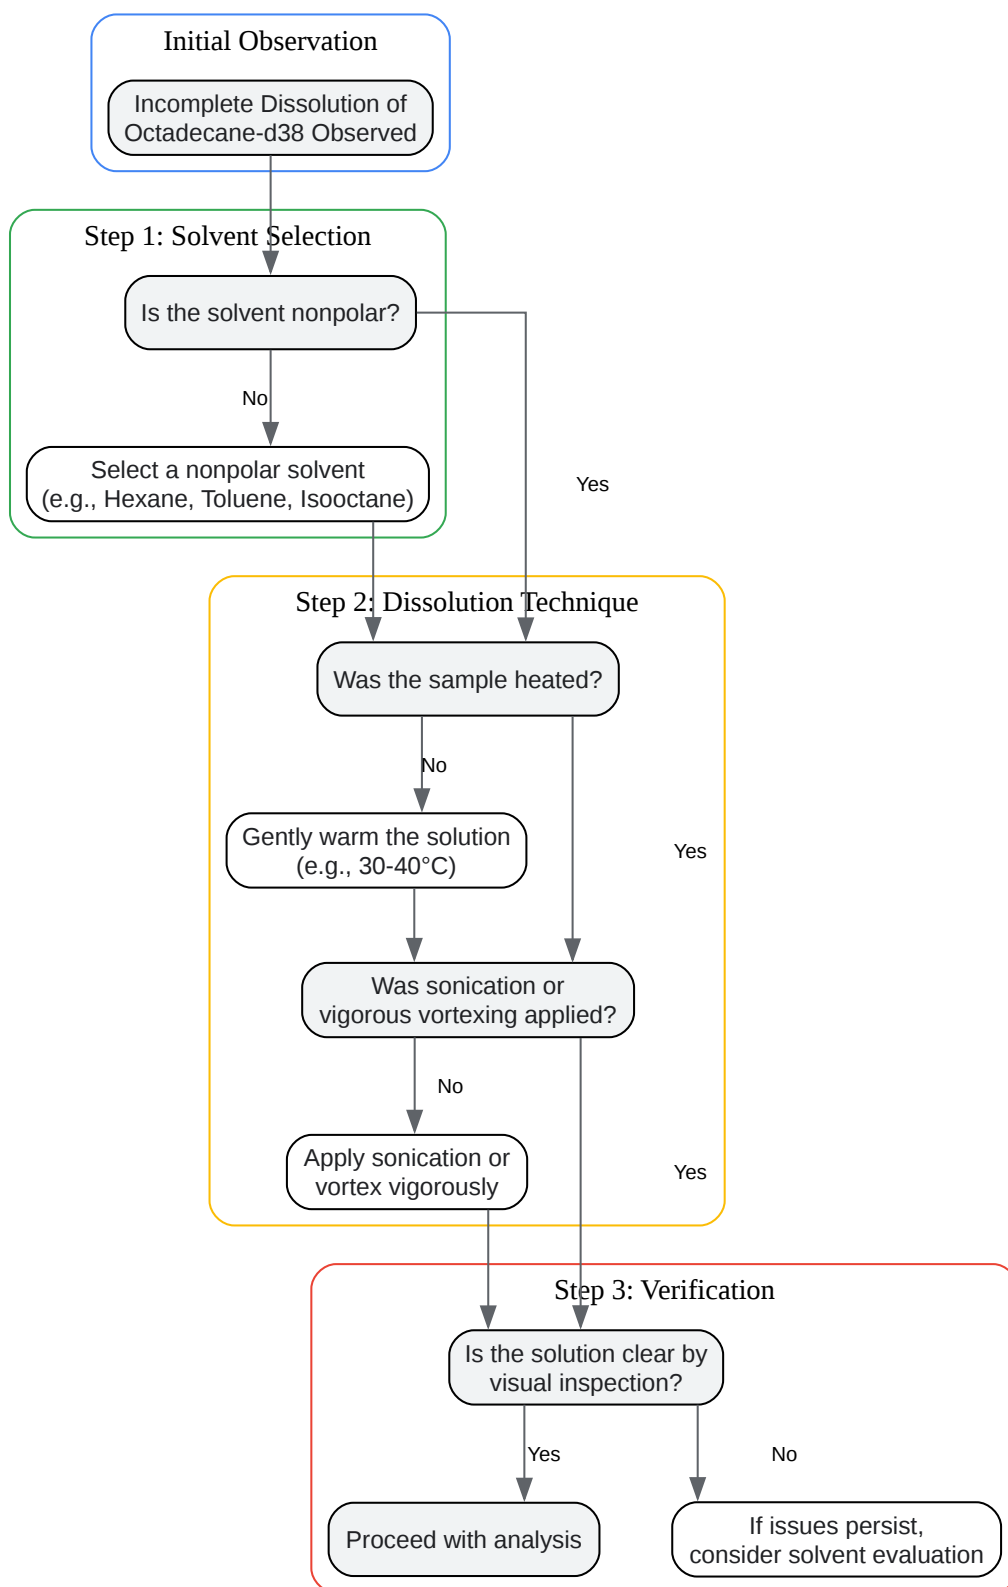 Initial Observation
Incomplete Dissolution of
Octadecane-d38 Observed
Step 1: Solvent Selection
Is the solvent nonpolar?
No
Select a nonpolar solvent
(e.g., Hexane, Toluene, Isooctane)
Yes
Step 2: Dissolution Technique
Was the sample heated?
No
Gently warm the solution
(e.g., 30-40°C)
Yes
Was sonication or
vigorous vortexing applied?
No
Apply sonication or
vortex vigorously
Yes
Step 3: Verification
Is the solution clear by
visual inspection?
Yes
No
Proceed with analysis
If issues persist,
consider solvent evaluation